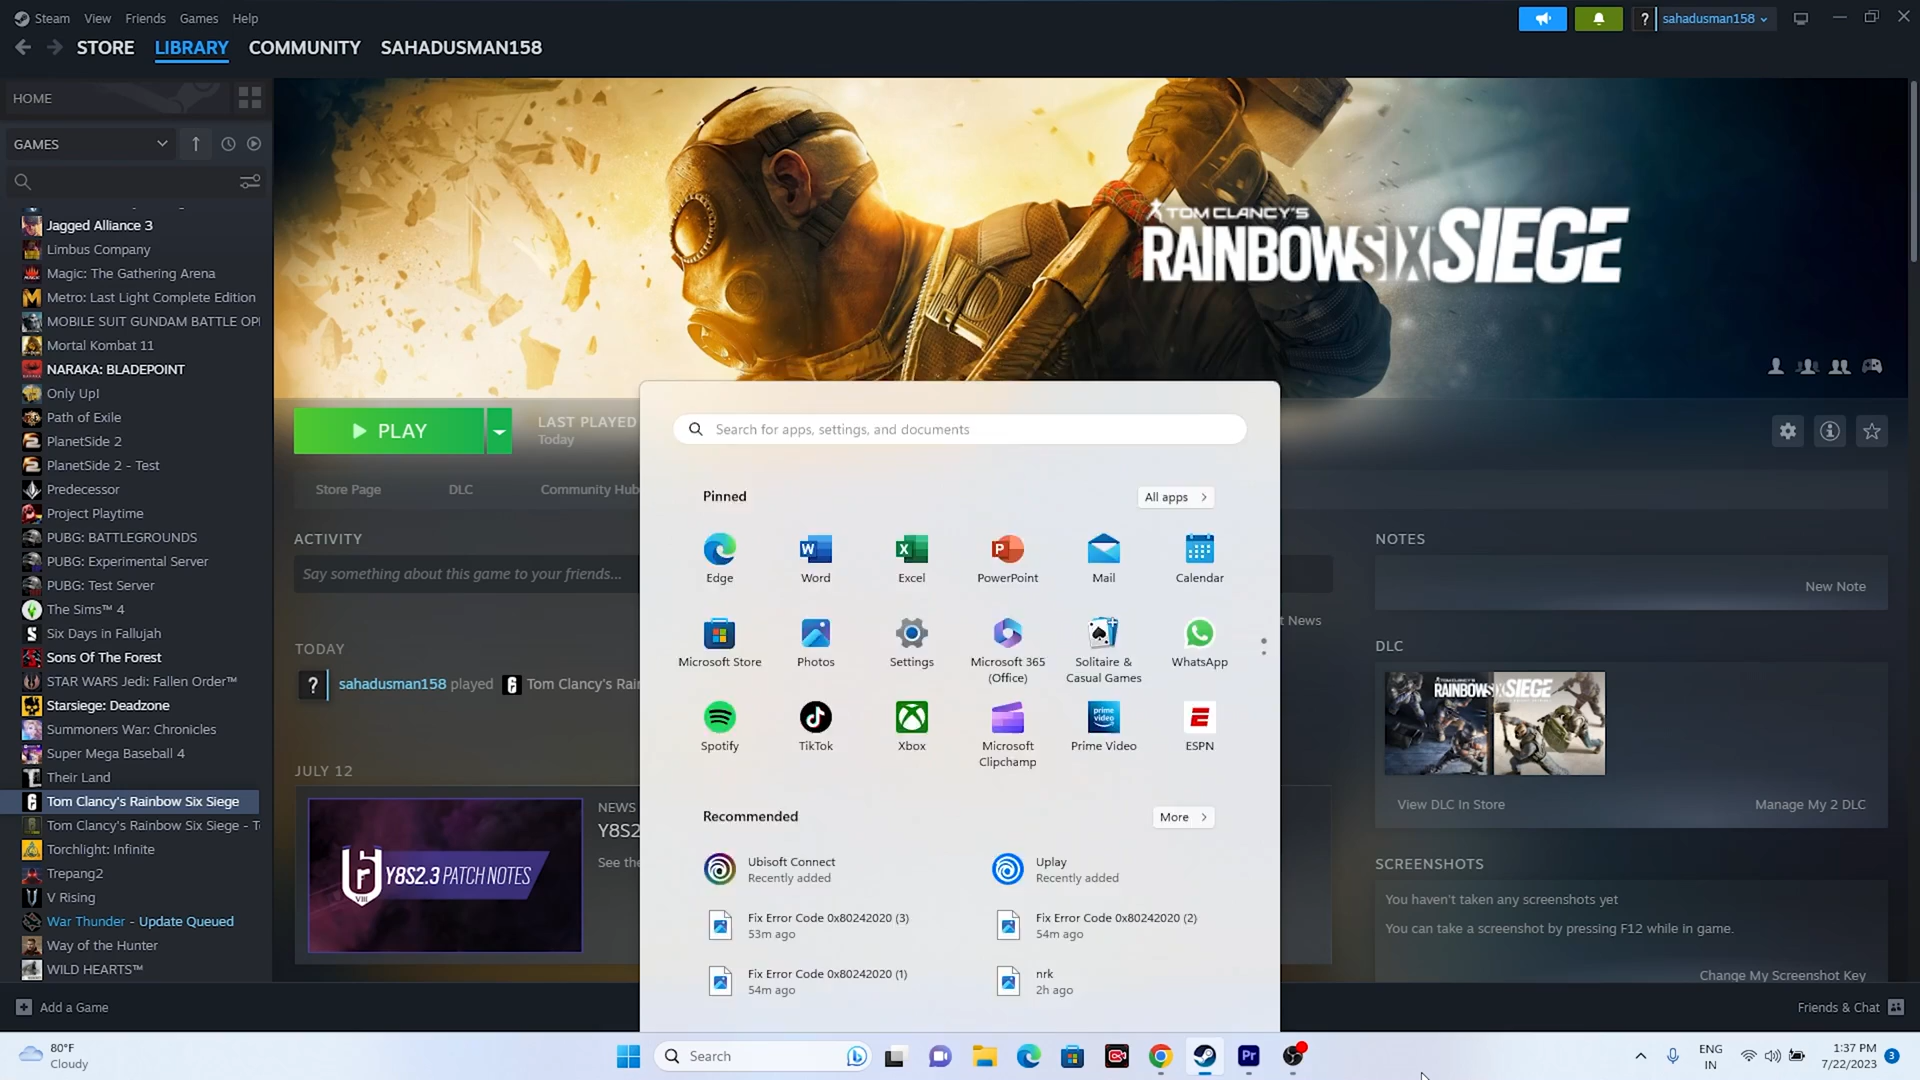 Steam View Friends Games Help
sahadusman158
STORE LIBRARY COMMUNITY SAHADUSMAN158
HOME
GAMES
Jagged Alliance 3
Limbus Company
Magic: The Gathering Arena
Metro: Last Light Complete Edition
MOBILE SUIT GUNDAM BATTLE OPI
Mortal Kombat 11
NARAKA: BLADEPOINT
Only Up!
Path of Exile
PlanetSide 2
PlanetSide 2 - Test
Predecessor
Project Playtime
PUBG: BATTLEGROUNDS
PUBG: Experimental Server
PUBG: Test Server
The Sims™ 4
Six Days in Fallujah
Sons Of The Forest
STAR WARS Jedi: Fallen Order™
Starsiege: Deadzone
Summoners War: Chronicles
Super Mega Baseball 4
Their Land
Tom Clancy's Rainbow Six Siege
Tom Clancy's Rainbow Six Siege - T
Torchlight: Infinite
Trepang2
V Rising
War Thunder - Update Queued
Way of the Hunter
WILD HEARTS™
Add a Game
TOM CLANCY'S
RAINBOWSIXSIEGE
PLAY
LAST PLAYED
Today
Store Page DLC Community Hub
ACTIVITY
Say something about this game to your friends...
t News
TODAY
sahadusman158 played Tom Clancy's Rai
JULY 12
Y8S2.3 PATCH NOTES
VIII
NEWS
Y8S2
See the
Search for apps, settings, and documents
Pinned
All apps
Edge
Word
Excel
PowerPoint
Mail
Calendar
Microsoft Store
Photos
Settings
Microsoft 365
(Office)
Solitaire &
Casual Games
WhatsApp
Spotify
TikTok
Xbox
Microsoft
Clipchamp
prime
video
Prime Video
ESPN
Recommended
More
Ubisoft Connect
Recently added
Uplay
Recently added
Fix Error Code 0x80242020 (3)
53m ago
Fix Error Code 0x80242020 (2)
54m ago
Fix Error Code 0x80242020 (1)
54m ago
nrk
2h ago
NOTES
New Note
DLC
RAINBOWSIXSIEGE
View DLC In Store
Manage My 2 DLC
SCREENSHOTS
You haven't taken any screenshots yet
You can take a screenshot by pressing F12 while in game.
Change My Screenshot Key
Friends & Chat
80°F
Cloudy
Search
Pr
ENG
IN
1:37 PM
7/22/2023
3